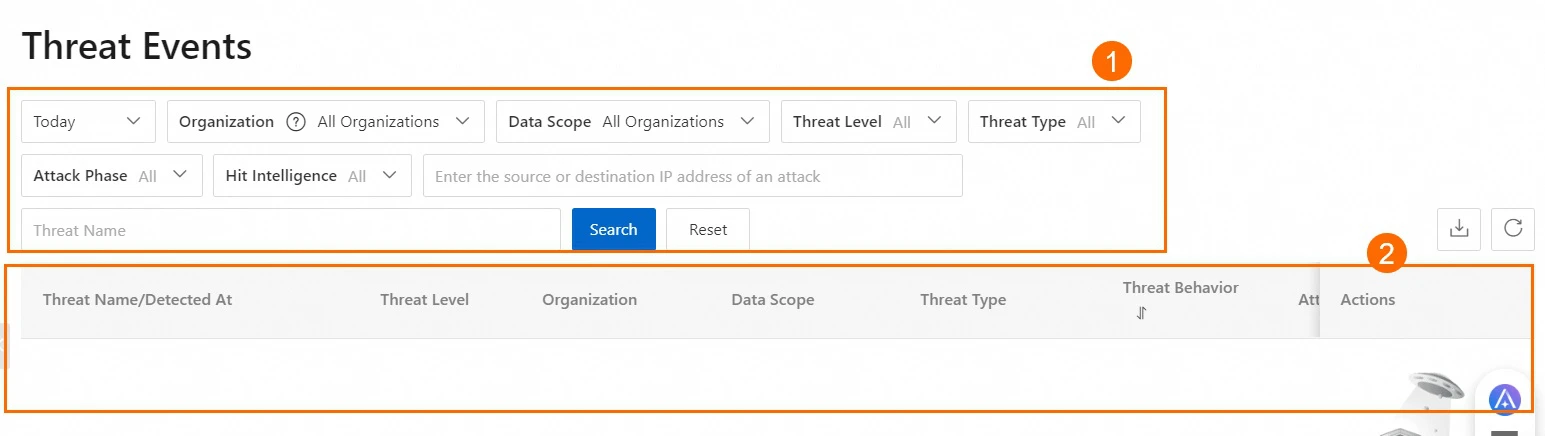 Threat Events
1
Today
Organization ? All Organizations
Data Scope All Organizations
Threat Level All
Threat Type All
Attack Phase All
Hit Intelligence All
Enter the source or destination IP address of an attack
Threat Name
Search
Reset
2
Threat Name/Detected At
Threat Level
Organization
Data Scope
Threat Type
Threat Behavior
Att
Actions